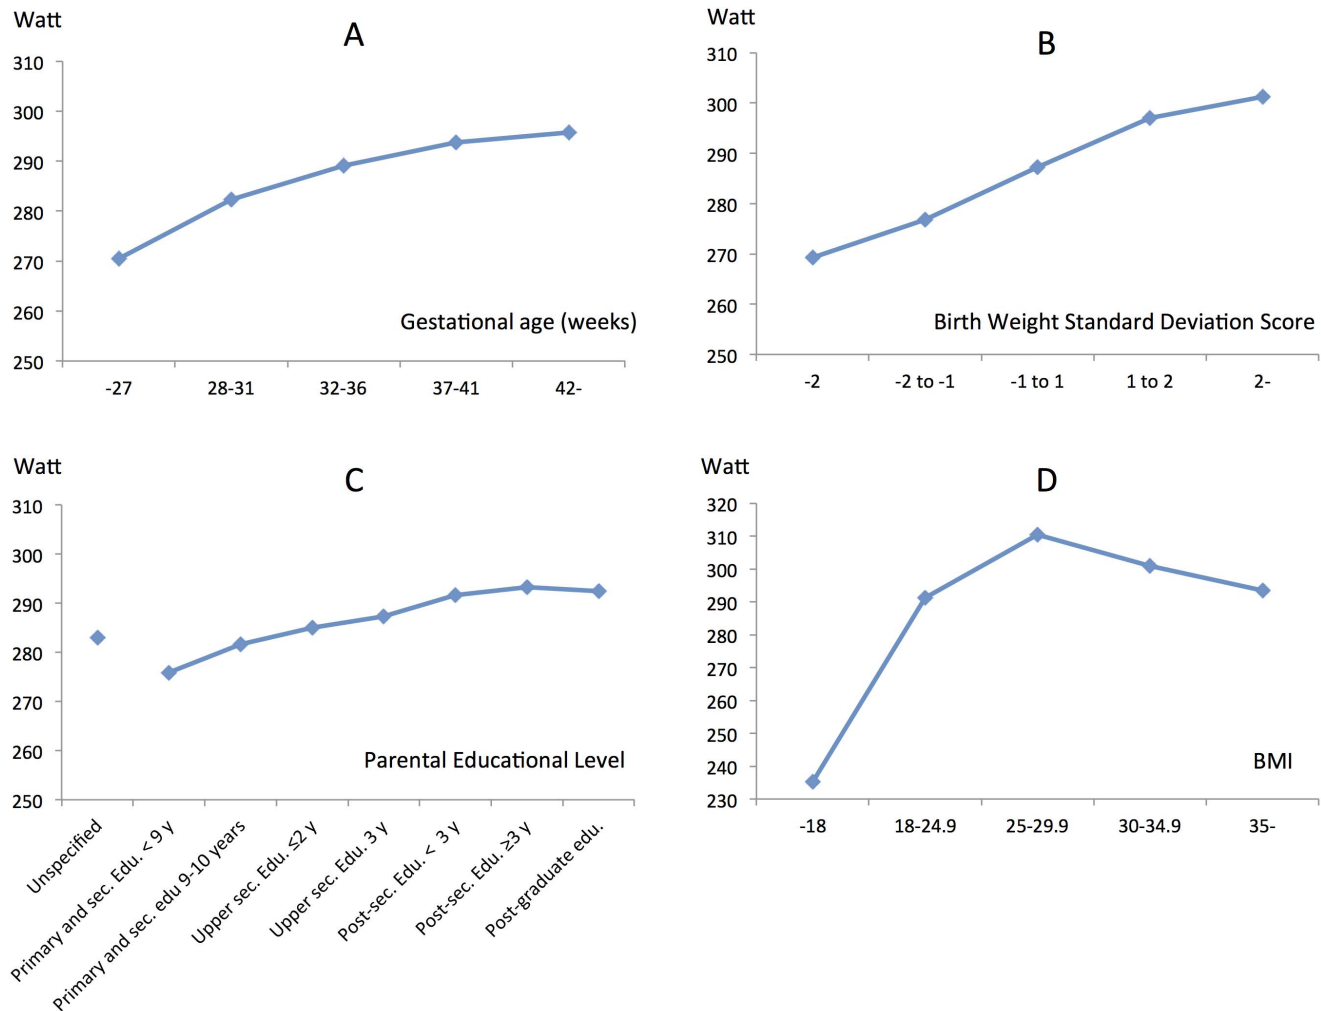 Watt
A
310
300
290
280
270
260
250
Gestational age (weeks)
-27 28-31 32-36 37-41 42-
Watt
B
310
300
290
280
270
260
250
Birth Weight Standard Deviation Score
-2 -2 to -1 -1 to 1 1 to 2 2-
Watt
C
310
300
290
280
270
260
250
Parental Educational Level
Unspecified
Primary and sec. Edu. < 9 y
Primary and sec. edu 9-10 years
Upper sec. Edu. ≤2 y
Upper sec. Edu. 3 y
Post-sec. Edu. < 3 y
Post-sec. Edu. ≥3 y
Post-graduate edu.
Watt
D
320
310
300
290
280
270
260
250
240
230
BMI
-18 18-24.9 25-29.9 30-34.9 35-